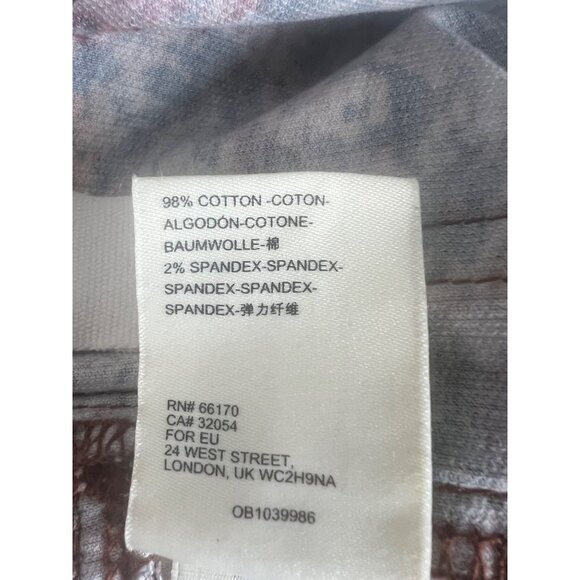 98% COTTON -COTON-
ALGODÓN-COTONE-
BAUMWOLLE-棉
2% SPANDEX-SPANDEX-
SPANDEX-SPANDEX-
SPANDEX-弹力纤维
RN# 66170
CA# 32054
FOR EU
24 WEST STREET,
LONDON, UK WC2H9NA
OB1039986